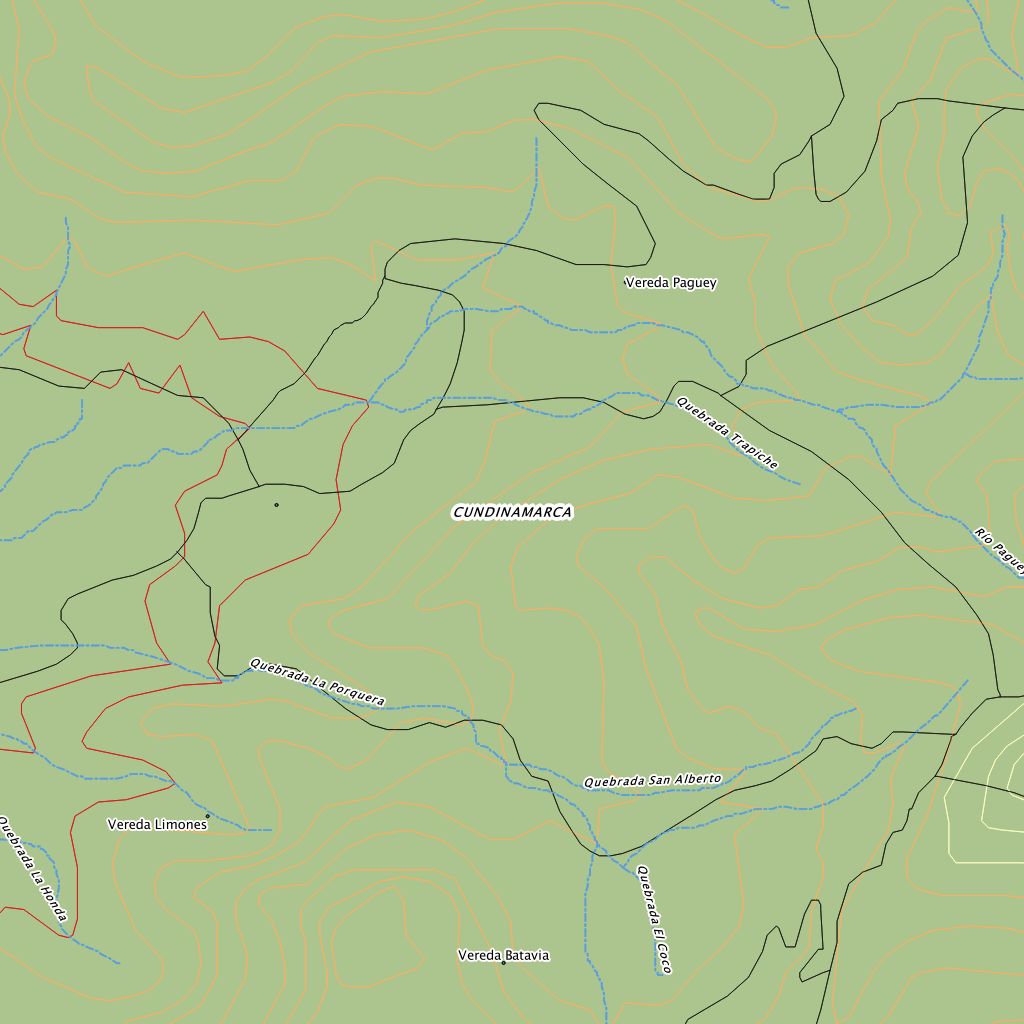 Vereda Paguey
Quebrada Trapiche
CUNDINAMARCA
Río Paguey
Quebrada La Porquera
Quebrada San Alberto
Vereda Limones
Quebrada La Honda
Quebrada El Coco
Vereda Batavia